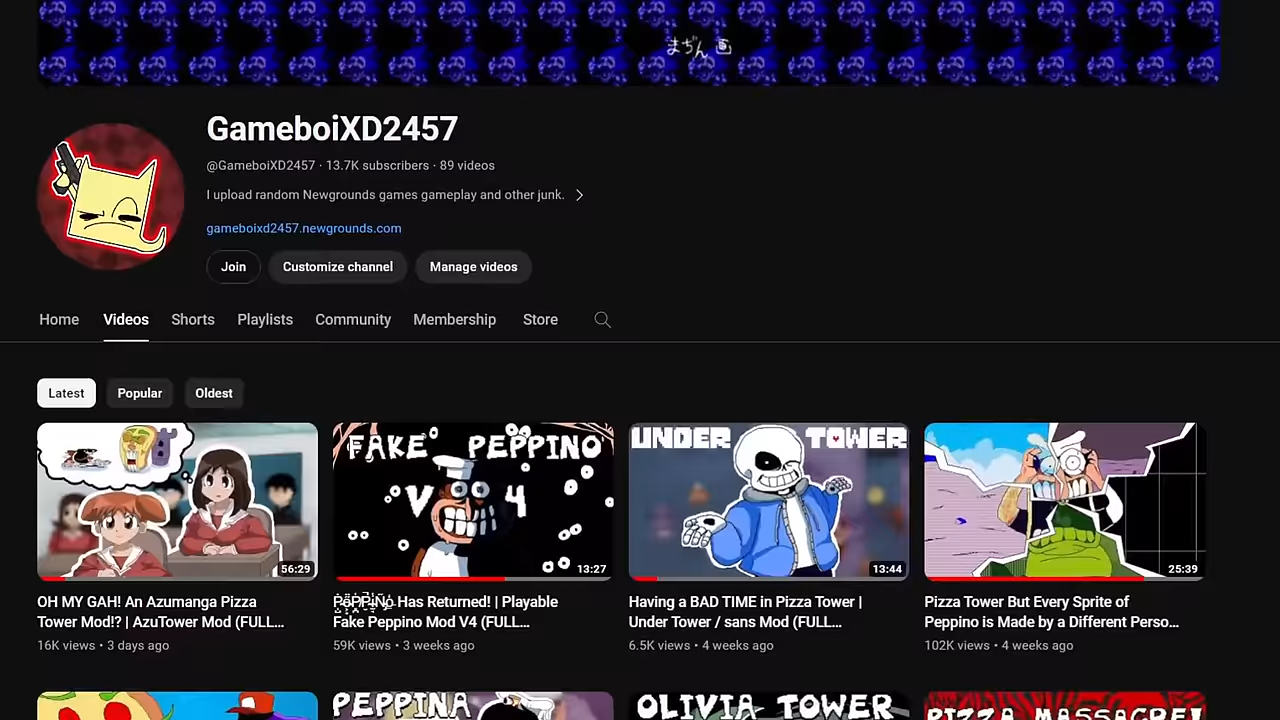 まぢん 画
GameboiXD2457
@GameboiXD2457 · 13.7K subscribers · 89 videos
I upload random Newgrounds games gameplay and other junk.
gameboixd2457.newgrounds.com
Join Customize channel Manage videos
Home Videos Shorts Playlists Community Membership Store
Latest Popular Oldest
56:29
FAKE PEPPINO
V 4
13:27
UNDER TOWER
13:44
25:39
OH MY GAH! An Azumanga Pizza
Tower Mod!? | AzuTower Mod (FULL...
16K views • 3 days ago
Has Returned! | Playable
Fake Peppino Mod V4 (FULL...
59K views • 3 weeks ago
Having a BAD TIME in Pizza Tower |
Under Tower / sans Mod (FULL...
6.5K views • 4 weeks ago
Pizza Tower But Every Sprite of
Peppino is Made by a Different Perso...
102K views • 4 weeks ago
PEPPINA
OLIVIA TOWER
PIZZA MASSACRE!